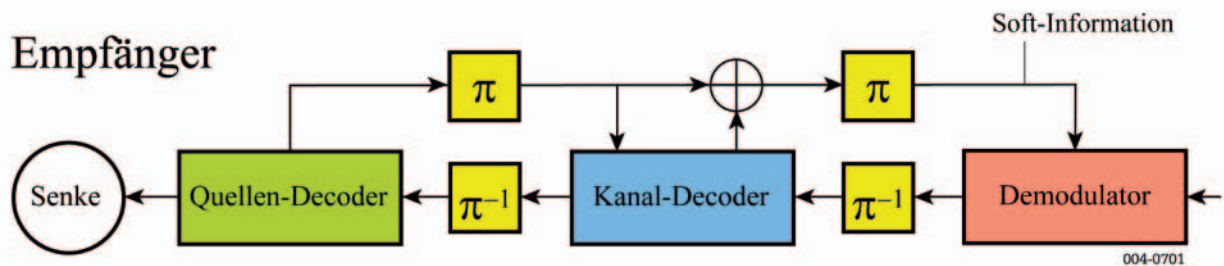 Soft-Information
Empfänger
π
π
Senke
Quellen-Decoder
π⁻¹
Kanal-Decoder
π⁻¹
Demodulator
004-0701